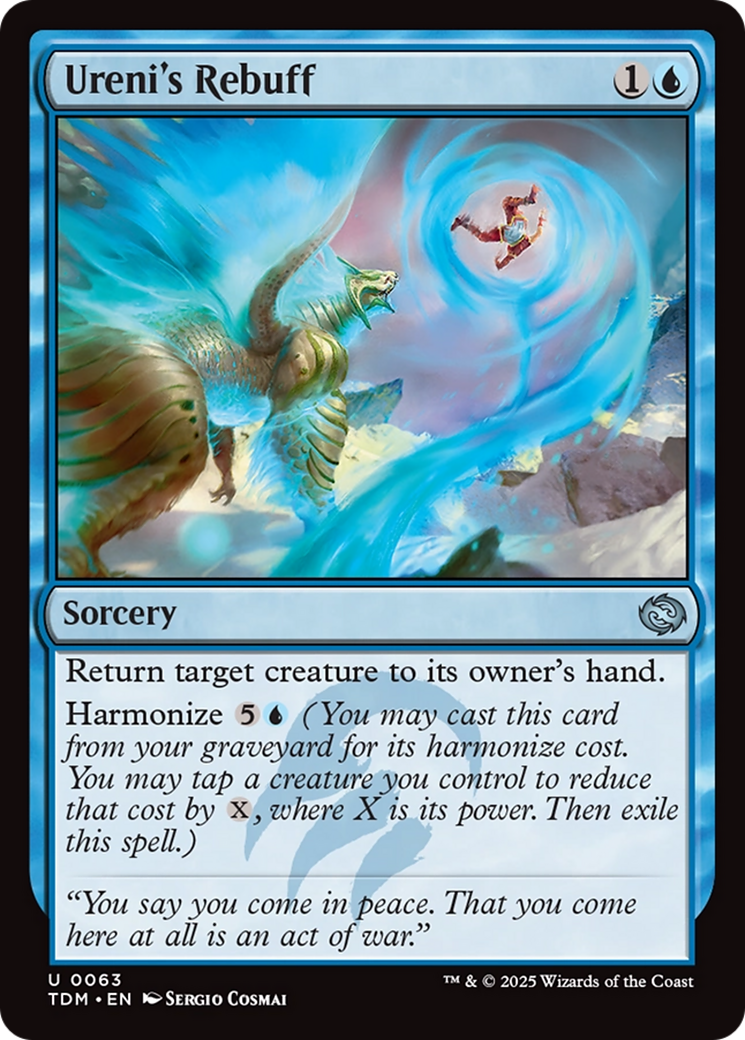 Ureni's Rebuff 1
Sorcery
Return target creature to its owner's hand.
Harmonize 5 (You may cast this card
from your graveyard for its harmonize cost.
You may tap a creature you control to reduce
that cost by X, where X is its power. Then exile
this spell.)
“You say you come in peace. That you come
here at all is an act of war.”
U 0063
™ & © 2025 Wizards of the Coast
TDM • EN Sergio Cosmai